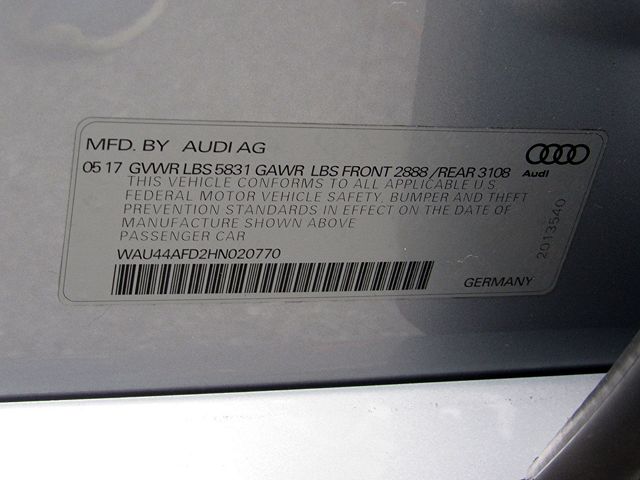 MFD. BY AUDI AG
Audi
05 17 GVWR LBS 5831 GAWR LBS FRONT 2888 / REAR 3108
THIS VEHICLE CONFORMS TO ALL APPLICABLE U.S
FEDERAL MOTOR VEHICLE SAFETY, BUMPER AND THEFT
PREVENTION STANDARDS IN EFFECT ON THE DATE OF
MANUFACTURE SHOWN ABOVE
PASSENGER CAR
2013540
WAU44AFD2HN020770
GERMANY